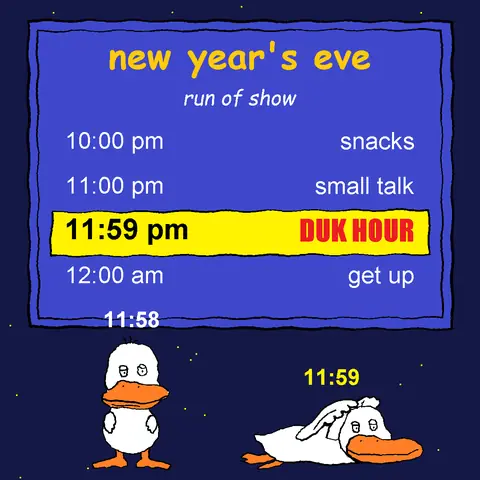 new year's eve
run of show
10:00 pm snacks
11:00 pm small talk
11:59 pm DUK HOUR
12:00 am get up
11:58
11:59